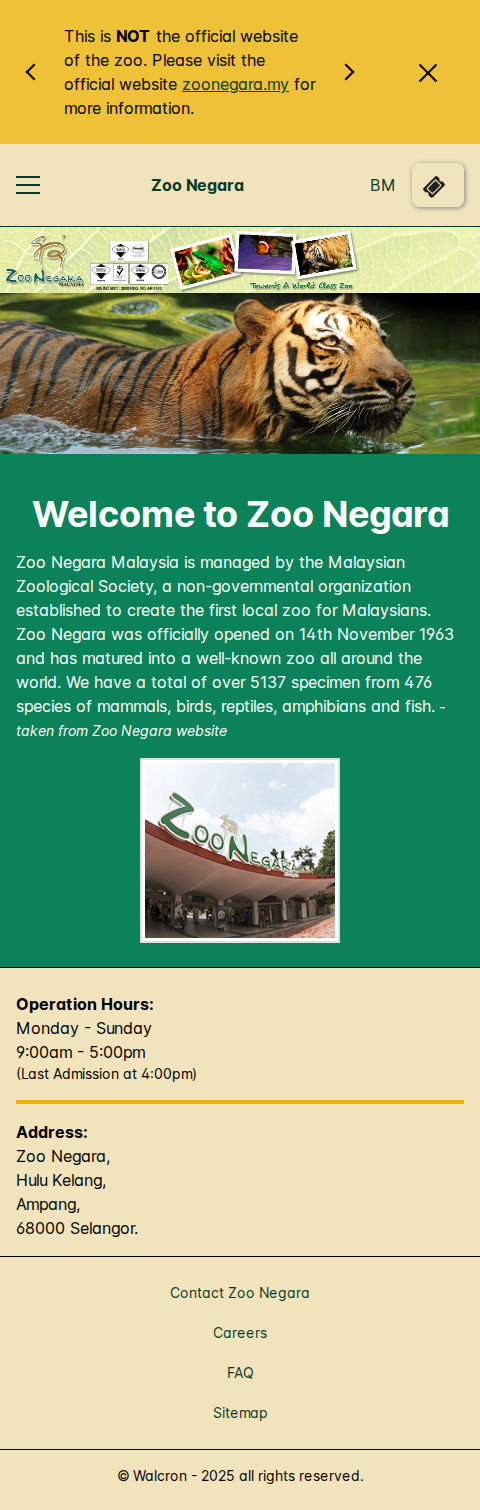 This is NOT the official website
of the zoo. Please visit the
official website zoonegara.my for
more information.
Zoo Negara
BM
ZOO NEGARA
MALAYSIA
Towards A World Class Zoo
Welcome to Zoo Negara
Zoo Negara Malaysia is managed by the Malaysian
Zoological Society, a non-governmental organization
established to create the first local zoo for Malaysians.
Zoo Negara was officially opened on 14th November 1963
and has matured into a well-known zoo all around the
world. We have a total of over 5137 specimen from 476
species of mammals, birds, reptiles, amphibians and fish. -
taken from Zoo Negara website
ZOO NEGARA
Operation Hours:
Monday - Sunday
9:00am - 5:00pm
(Last Admission at 4:00pm)
Address:
Zoo Negara,
Hulu Kelang,
Ampang,
68000 Selangor.
Contact Zoo Negara
Careers
FAQ
Sitemap
© Walcron - 2025 all rights reserved.